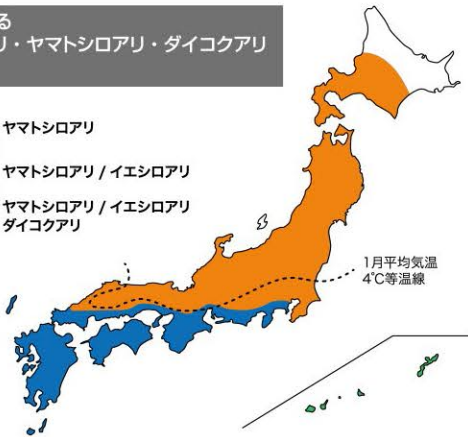 る
リ・ヤマトシロアリ・ダイコクアリ
ヤマトシロアリ
ヤマトシロアリ / イエシロアリ
ヤマトシロアリ / イエシロアリ
ダイコクアリ
1月平均気温
4℃等温線